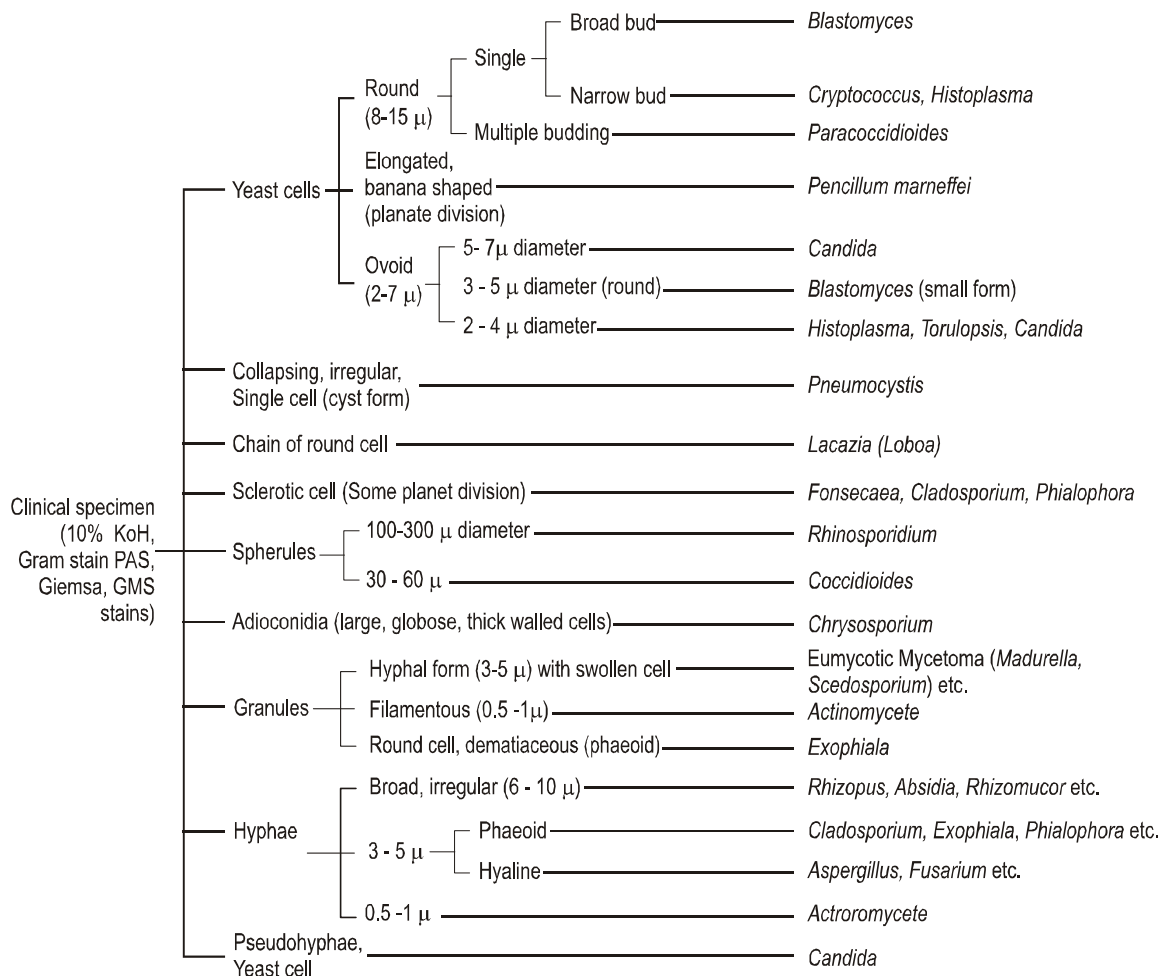 Clinical specimen
(10% KoH,
Gram stain PAS,
Giemsa, GMS
stains)
Yeast cells
Round
(8-15 μ)
Single
Broad bud
Blastomyces
Narrow bud
Cryptococcus, Histoplasma
Multiple budding
Paracoccidioides
Elongated,
banana shaped
(planate division)
Pencillum marneffei
Ovoid
(2-7 μ)
5- 7μ diameter
Candida
3 - 5 μ diameter (round)
Blastomyces (small form)
2 - 4 μ diameter
Histoplasma, Torulopsis, Candida
Collapsing, irregular,
Single cell (cyst form)
Pneumocystis
Chain of round cell
Lacazia (Loboa)
Sclerotic cell (Some planet division)
Fonsecaea, Cladosporium, Phialophora
Spherules
100-300 μ diameter
Rhinosporidium
30 - 60 μ
Coccidioides
Adioconidia (large, globose, thick walled cells)
Chrysosporium
Granules
Hyphal form (3-5 μ) with swollen cell
Eumycotic Mycetoma (Madurella,
Scedosporium) etc.
Filamentous (0.5 -1μ)
Actinomycete
Round cell, dematiaceous (phaeoid)
Exophiala
Hyphae
Broad, irregular (6 - 10 μ)
Rhizopus, Absidia, Rhizomucor etc.
3 - 5 μ
Phaeoid
Cladosporium, Exophiala, Phialophora etc.
Hyaline
Aspergillus, Fusarium etc.
0.5 -1 μ
Actroromycete
Pseudohyphae,
Yeast cell
Candida